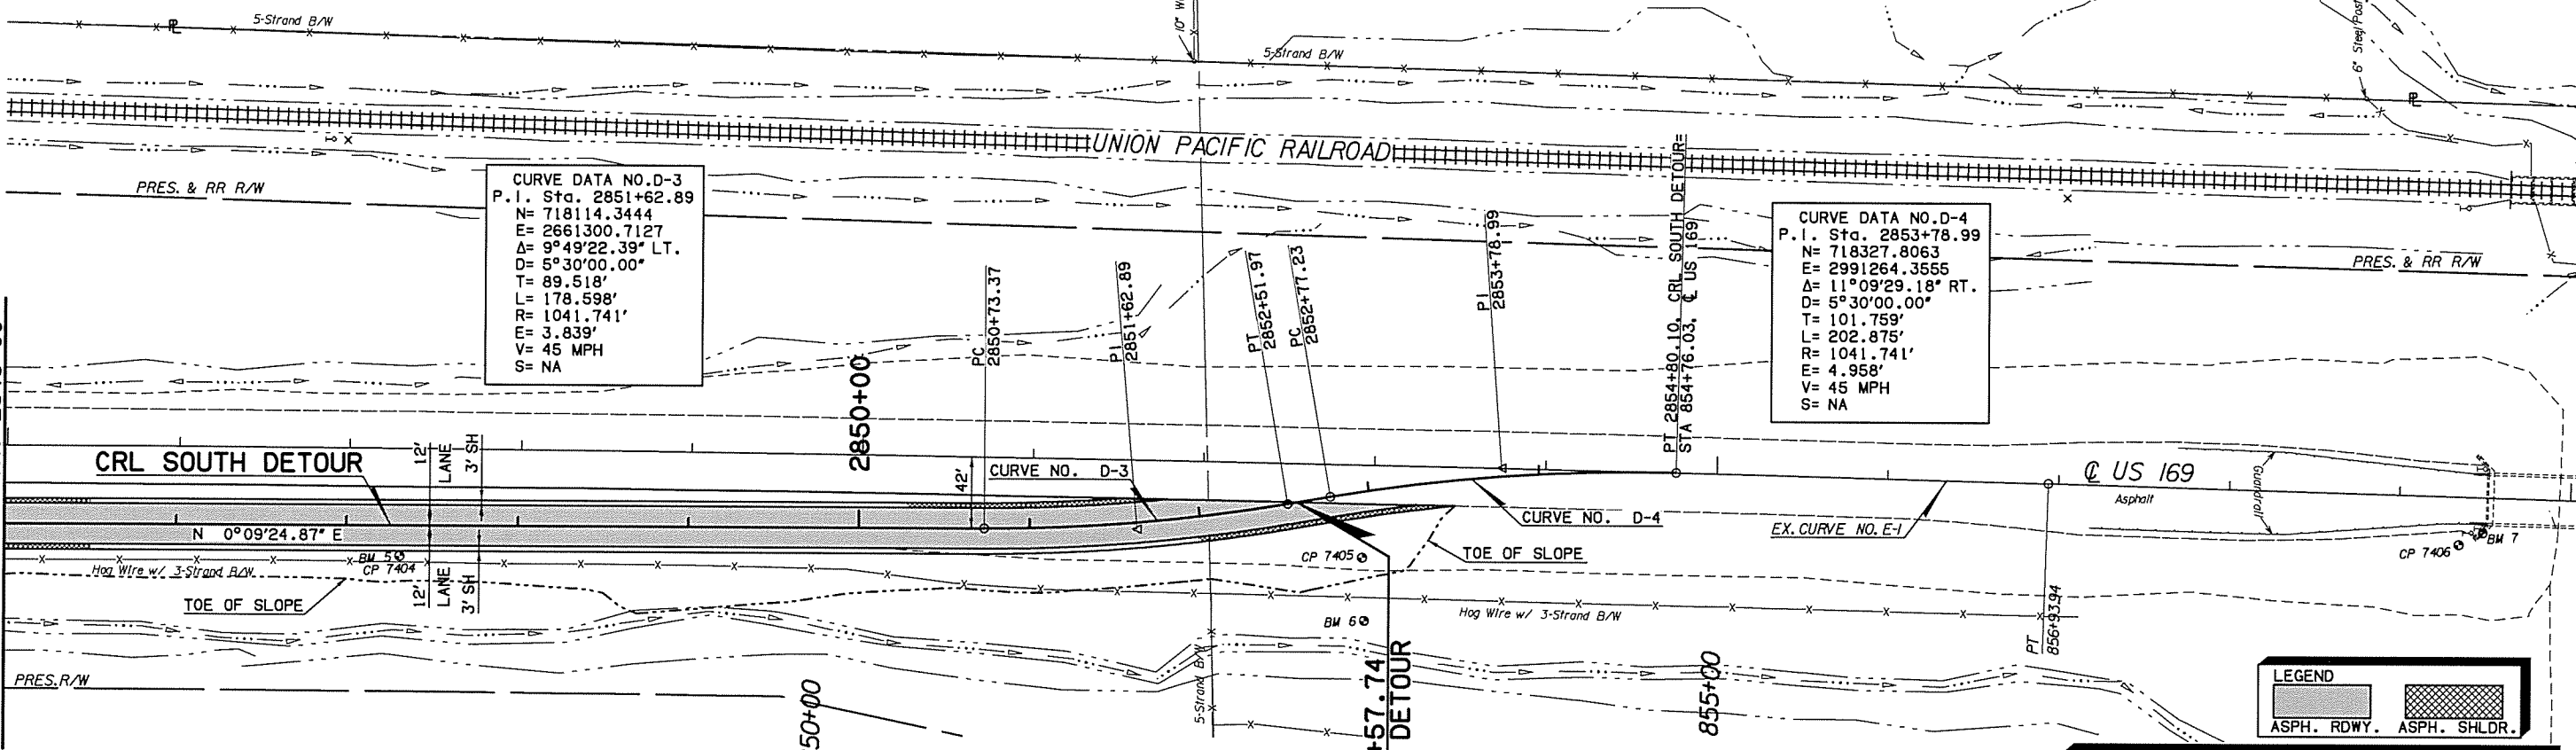 5-Strand B/W
PL
5-Strand B/W
PL
UNION PACIFIC RAILROAD
PRES. & RR R/W
PRES. & RR R/W
CURVE DATA NO.D-3
P.I. Sta. 2851+62.89
N= 718114.3444
E= 2661300.7127
Δ= 9°49'22.39" LT.
D= 5°30'00.00"
T= 89.518'
L= 178.598'
R= 1041.741'
E= 3.839'
V= 45 MPH
S= NA
PC
2850+73.37
PI
2851+62.89
PT
2852+51.97
PC
2852+77.23
PI
2853+78.99
PT 2854+80.10, CRL SOUTH DETOUR=
STA 854+76.03, ℄ US 169
CURVE DATA NO.D-4
P.I. Sta. 2853+78.99
N= 718327.8063
E= 2991264.3555
Δ= 11°09'29.18" RT.
D= 5°30'00.00"
T= 101.759'
L= 202.875'
R= 1041.741'
E= 4.958'
V= 45 MPH
S= NA
2850+00
CRL SOUTH DETOUR
12'
LANE
3' SH
42'
CURVE NO. D-3
CURVE NO. D-4
EX. CURVE NO. E-1
℄ US 169
Asphalt
Guardrail
N 0°09'24.87" E
BM 5
CP 7404
Hog Wire w/ 3-Strand B/W
12'
LANE
3' SH
TOE OF SLOPE
CP 7405
TOE OF SLOPE
CP 7406
BM 7
BM 6
Hog Wire w/ 3-Strand B/W
PT
856+93.94
5-Strand B/W
PRES.R/W
50+00
+57.74
DETOUR
855+00
LEGEND
ASPH. RDWY. ASPH. SHLDR.